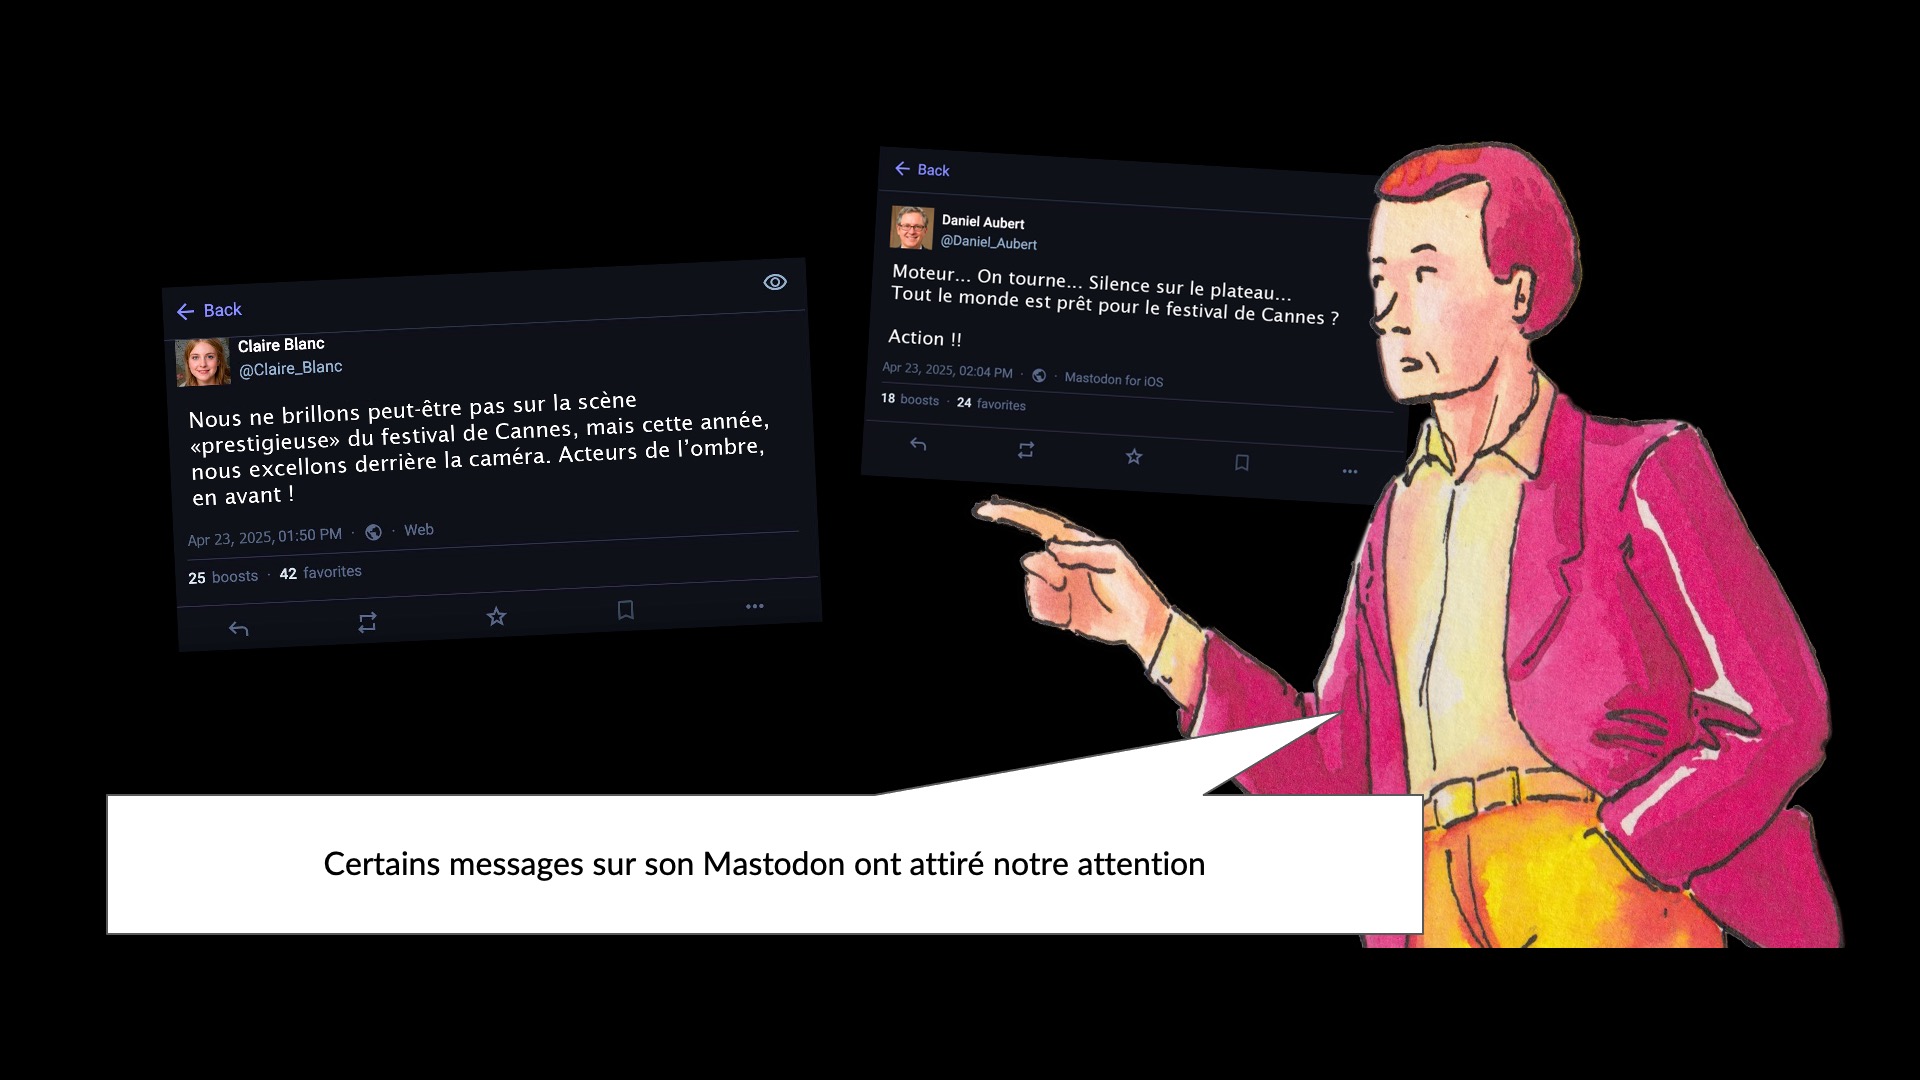 Back
Claire Blanc
@Claire_Blanc
Nous ne brillons peut-être pas sur la scène
«prestigieuse» du festival de Cannes, mais cette année,
nous excellons derrière la caméra. Acteurs de l’ombre,
en avant !
Apr 23, 2025, 01:50 PM · Web
25 boosts · 42 favorites
Back
Daniel Aubert
@Daniel_Aubert
Moteur... On tourne... Silence sur le plateau...
Tout le monde est prêt pour le festival de Cannes ?
Action !!
Apr 23, 2025, 02:04 PM · Mastodon for iOS
18 boosts · 24 favorites
Certains messages sur son Mastodon ont attiré notre attention